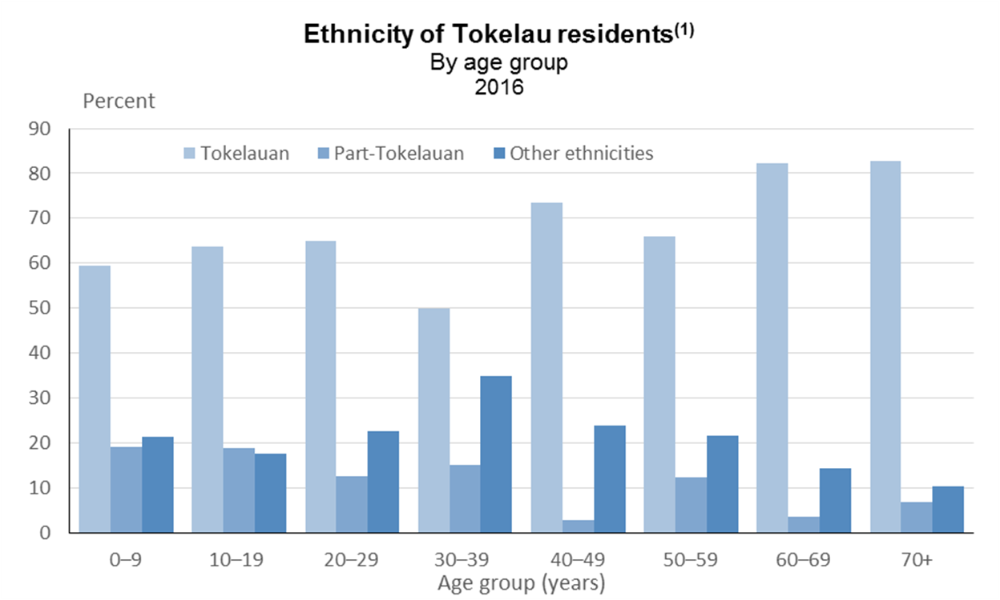 Ethnicity of Tokelau residents(1)
By age group
2016
Percent
90
Tokelauan Part-Tokelauan Other ethnicities
80
70
60
50
40
30
20
10
0
0–9 10–19 20–29 30–39 40–49 50–59 60–69 70+
Age group (years)